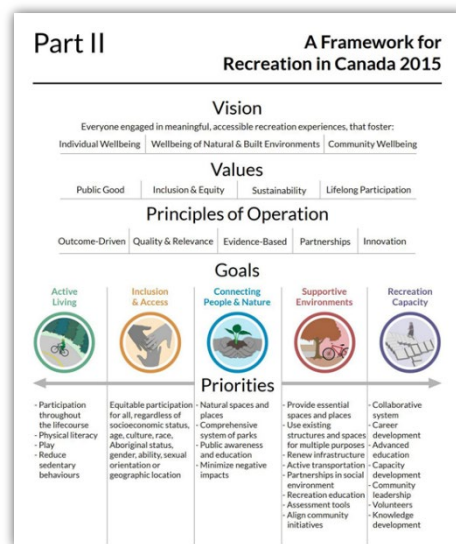 Part II
A Framework for
Recreation in Canada 2015
Vision
Everyone engaged in meaningful, accessible recreation experiences, that foster:
Individual Wellbeing
Wellbeing of Natural & Built Environments
Community Wellbeing
Values
Public Good
Inclusion & Equity
Sustainability
Lifelong Participation
Principles of Operation
Outcome-Driven
Quality & Relevance
Evidence-Based
Partnerships
Innovation
Goals
Active
Living
Inclusion
& Access
Connecting
People & Nature
Supportive
Environments
Recreation
Capacity
Priorities
- Participation
throughout
the lifecourse
- Physical literacy
- Play
- Reduce
sedentary
behaviours
Equitable participation
for all, regardless of
socioeconomic status,
age, culture, race,
Aboriginal status,
gender, ability, sexual
orientation or
geographic location
- Natural spaces and
places
- Comprehensive
system of parks
- Public awareness
and education
- Minimize negative
impacts
- Provide essential
spaces and places
- Use existing
structures and spaces
for multiple purposes
- Renew infrastructure
- Active transportation
- Partnerships in social
environment
- Recreation education
- Assessment tools
- Align community
initiatives
- Collaborative
system
- Career
development
- Advanced
education
- Capacity
development
- Community
leadership
- Volunteers
- Knowledge
development